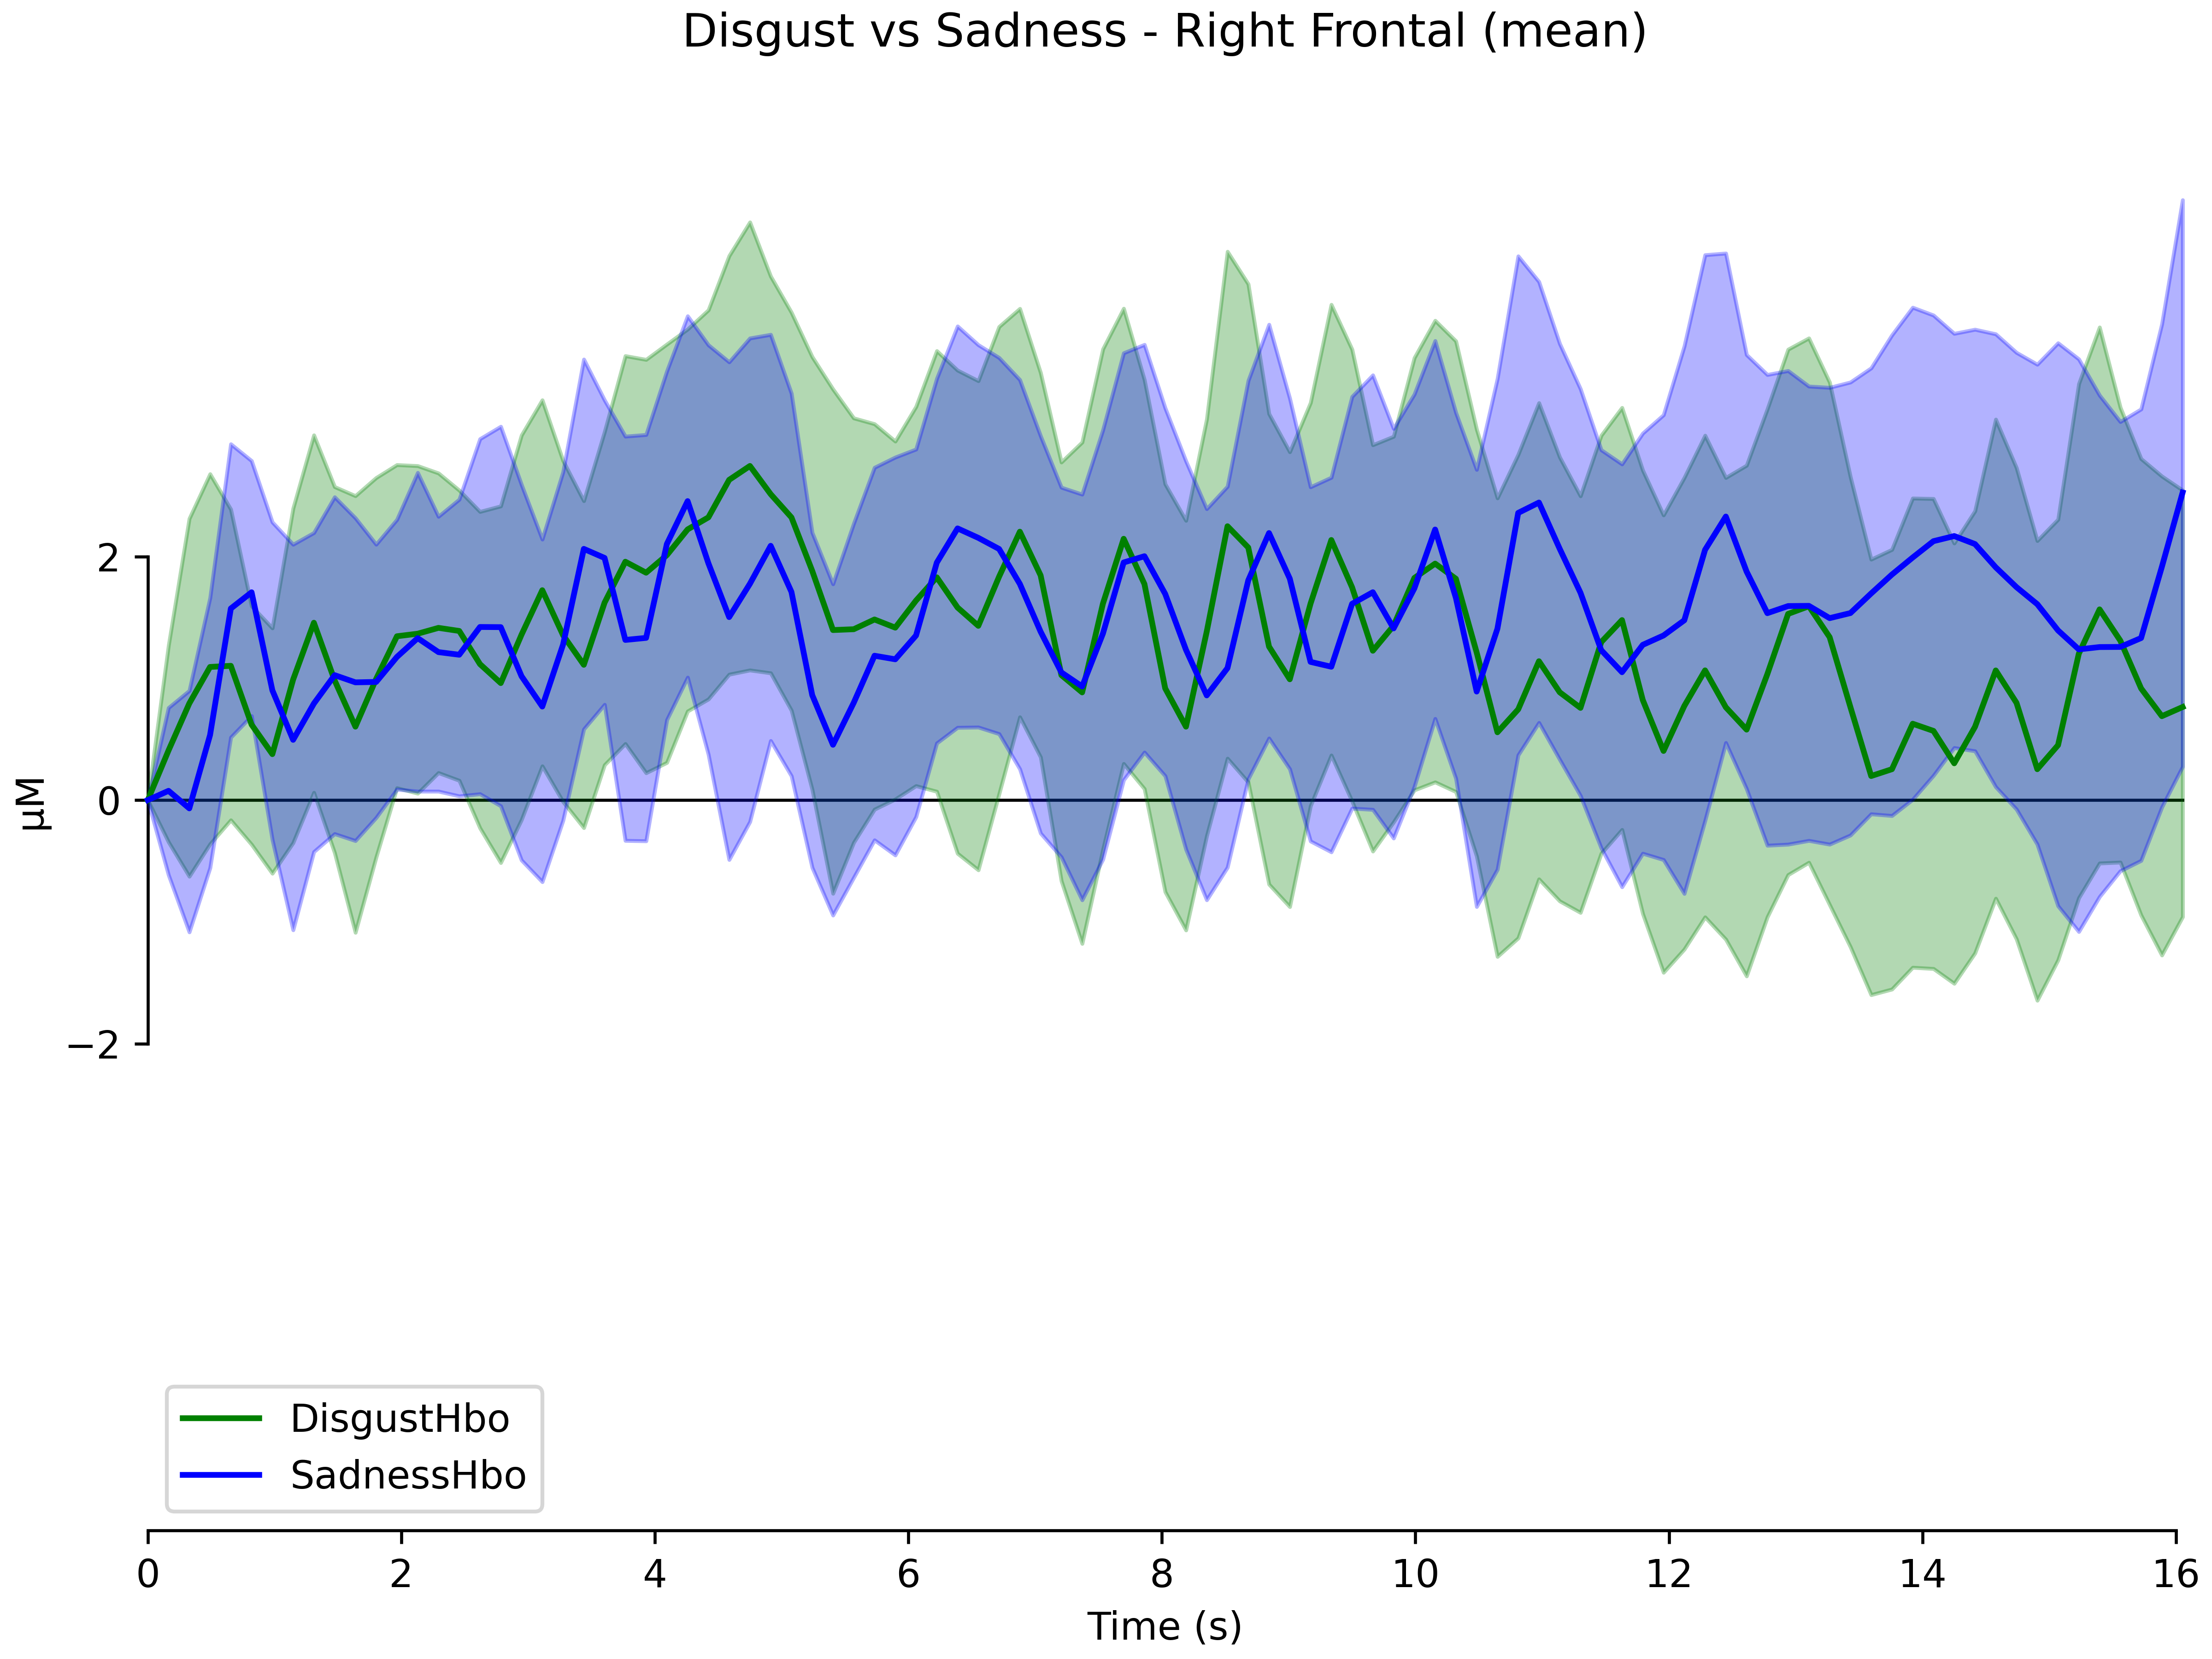 Disgust vs Sadness - Right Frontal (mean)
µM
2
0
−2
DisgustHbo
SadnessHbo
0 2 4 6 8 10 12 14 16
Time (s)